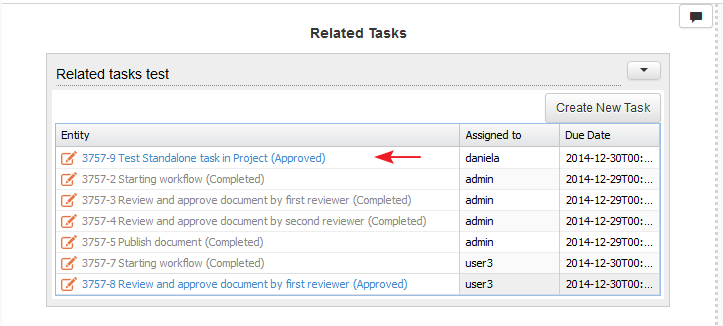 Related Tasks
Related tasks test
Create New Task
Entity Assigned to Due Date
3757-9 Test Standalone task in Project (Approved) daniela 2014-12-30T00:...
3757-2 Starting workflow (Completed) admin 2014-12-29T00:...
3757-3 Review and approve document by first reviewer (Completed) admin 2014-12-29T00:...
3757-4 Review and approve document by second reviewer (Completed) admin 2014-12-29T00:...
3757-5 Publish document (Completed) admin 2014-12-29T00:...
3757-7 Starting workflow (Completed) user3 2014-12-30T00:...
3757-8 Review and approve document by first reviewer (Approved) user3 2014-12-30T00:...